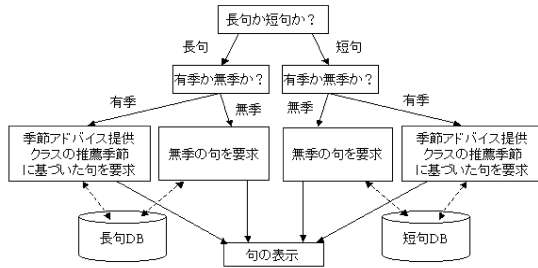 長句か短句か？
長句
短句
有季か無季か？
有季か無季か？
有季
無季
無季
有季
季節アドバイス提供
クラスの推薦季節
に基づいた句を要求
無季の句を要求
無季の句を要求
季節アドバイス提供
クラスの推薦季節
に基づいた句を要求
長句DB
句の表示
短句DB